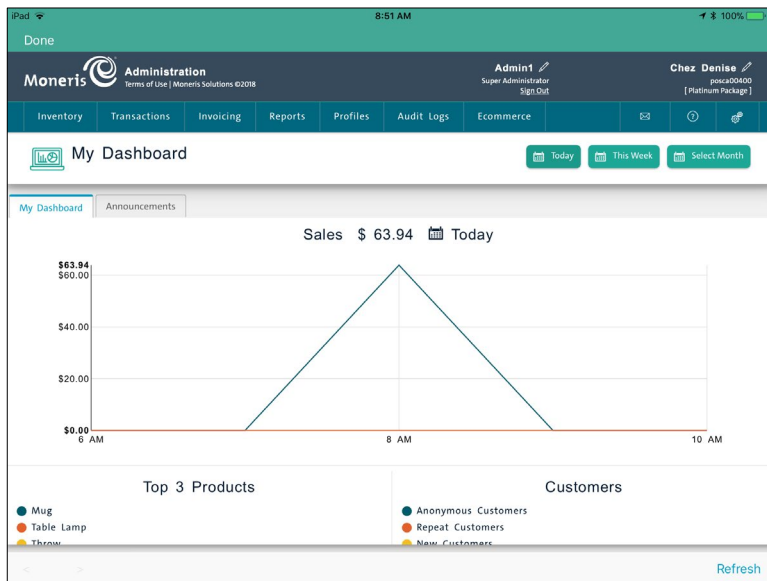 iPad 8:51 AM 100%
Done
Moneris Administration
Terms of Use | Moneris Solutions ©2018
Admin1
Super Administrator
Sign Out
Chez Denise
posca00400
[ Platinum Package ]
Inventory Transactions Invoicing Reports Profiles Audit Logs Ecommerce
My Dashboard
Today This Week Select Month
My Dashboard Announcements
Sales $ 63.94 Today
$63.94
$60.00
$40.00
$20.00
$0.00
6 AM 8 AM 10 AM
Top 3 Products
Mug
Table Lamp
Throw
Customers
Anonymous Customers
Repeat Customers
New Customers
< > Refresh